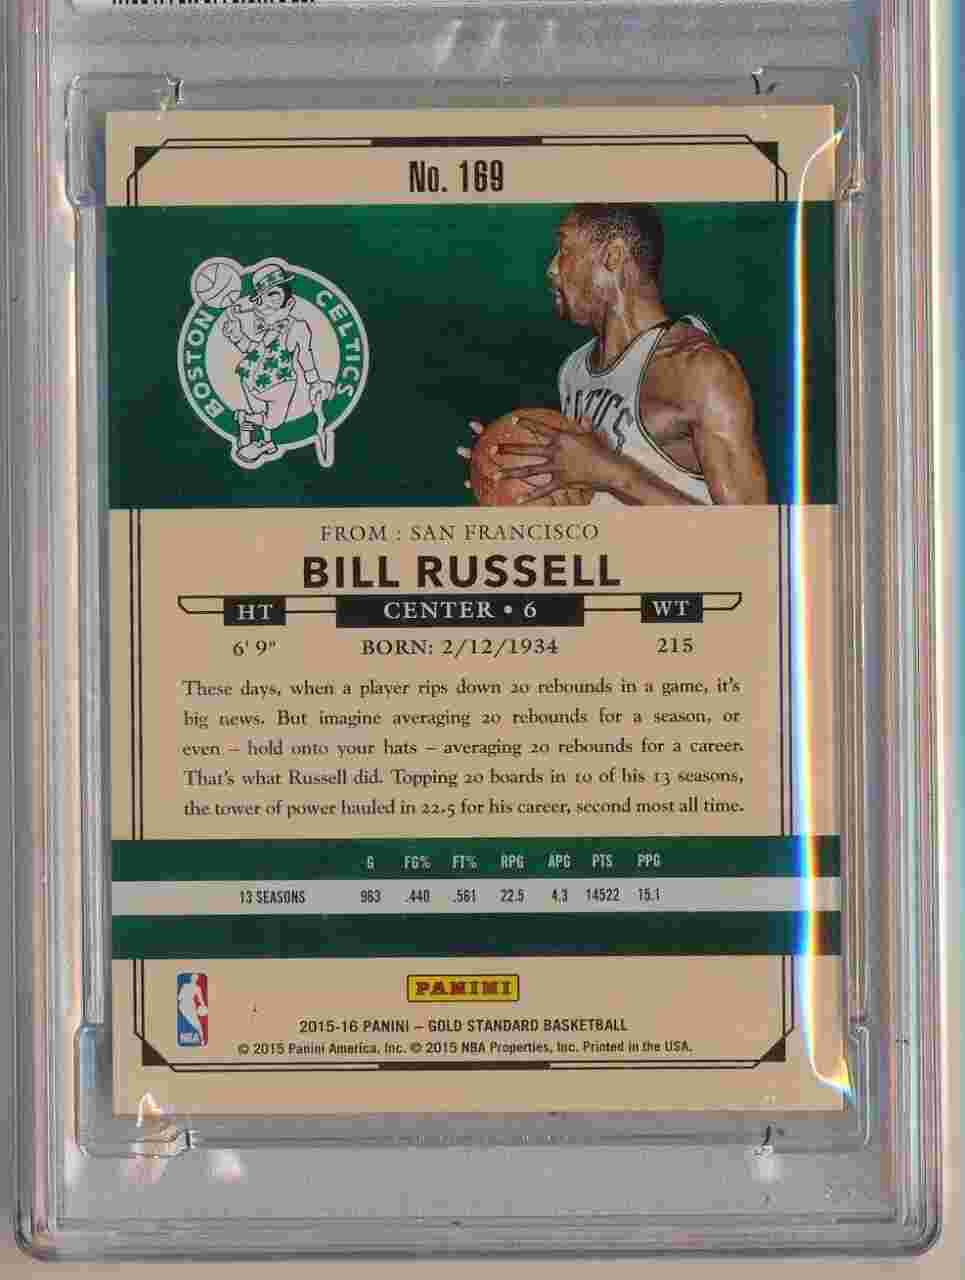 No. 169
BOSTON CELTICS
FROM : SAN FRANCISCO
BILL RUSSELL
HT CENTER • 6 WT
6' 9" BORN: 2/12/1934 215
These days, when a player rips down 20 rebounds in a game, it's
big news. But imagine averaging 20 rebounds for a season, or
even – hold onto your hats – averaging 20 rebounds for a career.
That's what Russell did. Topping 20 boards in 10 of his 13 seasons,
the tower of power hauled in 22.5 for his career, second most all time.
G FG% FT% RPG APG PTS PPG
13 SEASONS 963 .440 .561 22.5 4.3 14522 15.1
PANINI
NBA
2015-16 PANINI – GOLD STANDARD BASKETBALL
© 2015 Panini America, Inc. © 2015 NBA Properties, Inc. Printed in the USA.